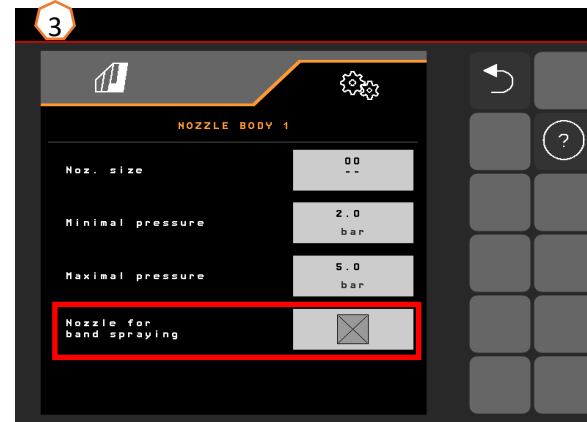 3
NOZZLE BODY 1
Noz. size
00
--
Minimal pressure
2.0
bar
Maximal pressure
5.0
bar
Nozzle for
band spraying
?